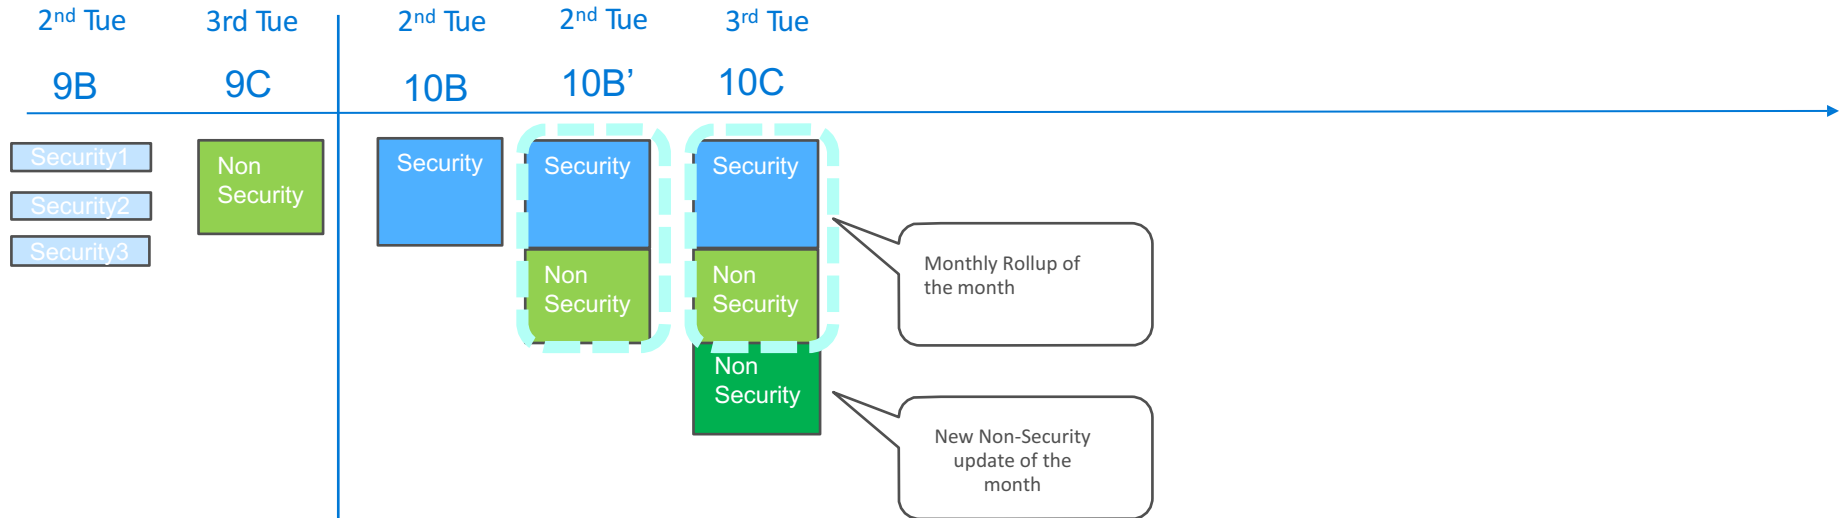 2nd Tue
3rd Tue
2nd Tue
2nd Tue
3rd Tue
9B
9C
10B
10B’
10C
Security1
Security2
Security3
Non
Security
Security
Security
Non
Security
Security
Non
Security
Non
Security
Monthly Rollup of
the month
New Non-Security
update of the
month